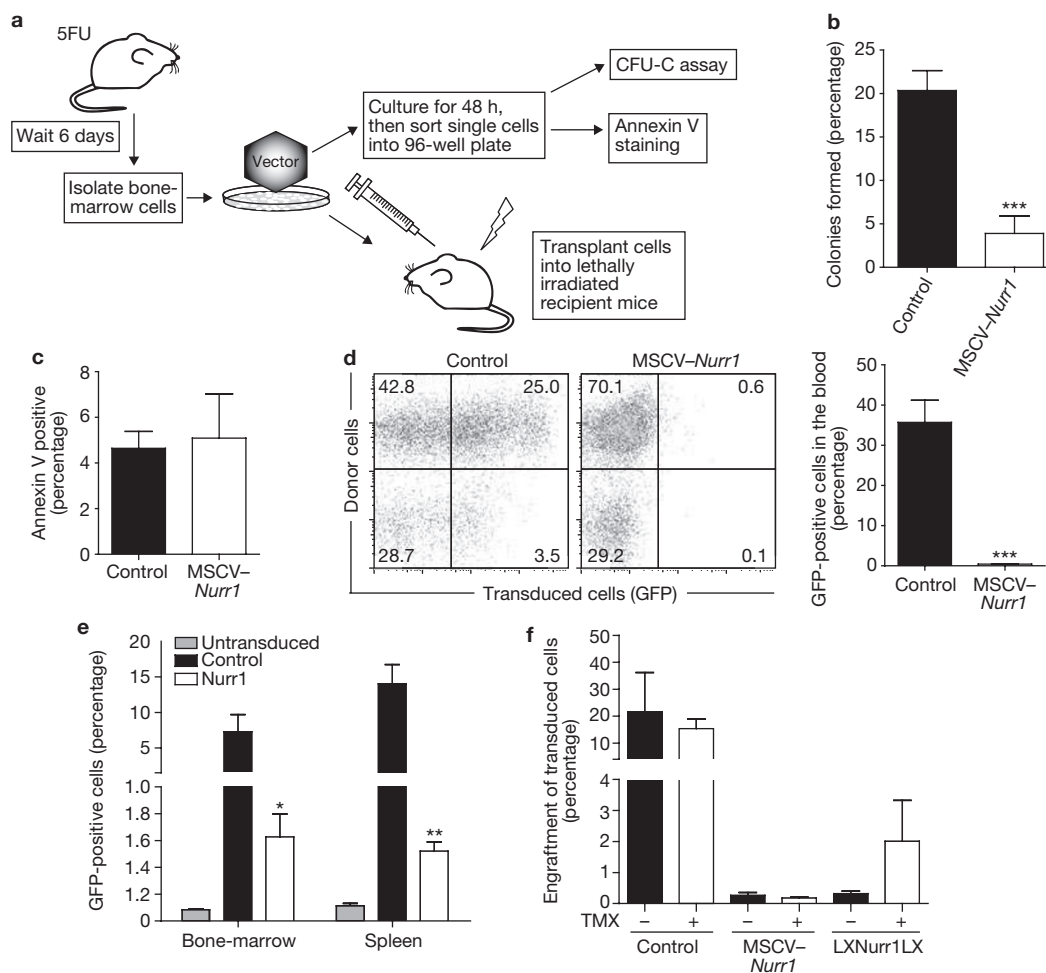 a
5FU
Wait 6 days
Isolate bone-
marrow cells
Vector
Culture for 48 h,
then sort single cells
into 96-well plate
CFU-C assay
Annexin V
staining
Transplant cells
into lethally
irradiated
recipient mice
b
Colonies formed (percentage)
25
20
15
10
5
0
***
Control
MSCV–Nurr1
c
Annexin V positive
(percentage)
8
6
4
2
0
Control
MSCV–
Nurr1
d
Control
MSCV–Nurr1
42.8
25.0
28.7
3.5
70.1
0.6
29.2
0.1
Donor cells
Transduced cells (GFP)
GFP-positive cells in the blood
(percentage)
50
40
30
20
10
0
***
Control
MSCV–
Nurr1
e
Untransduced
Control
Nurr1
GFP-positive cells (percentage)
20
15
10
5
1.0
0.8
1.6
1.4
1.2
0
*
**
Bone-marrow
Spleen
f
Engraftment of transduced cells
(percentage)
50
40
30
20
10
4
3
2
1
0
TMX
– + – + – +
Control
MSCV–
Nurr1
LXNurr1LX